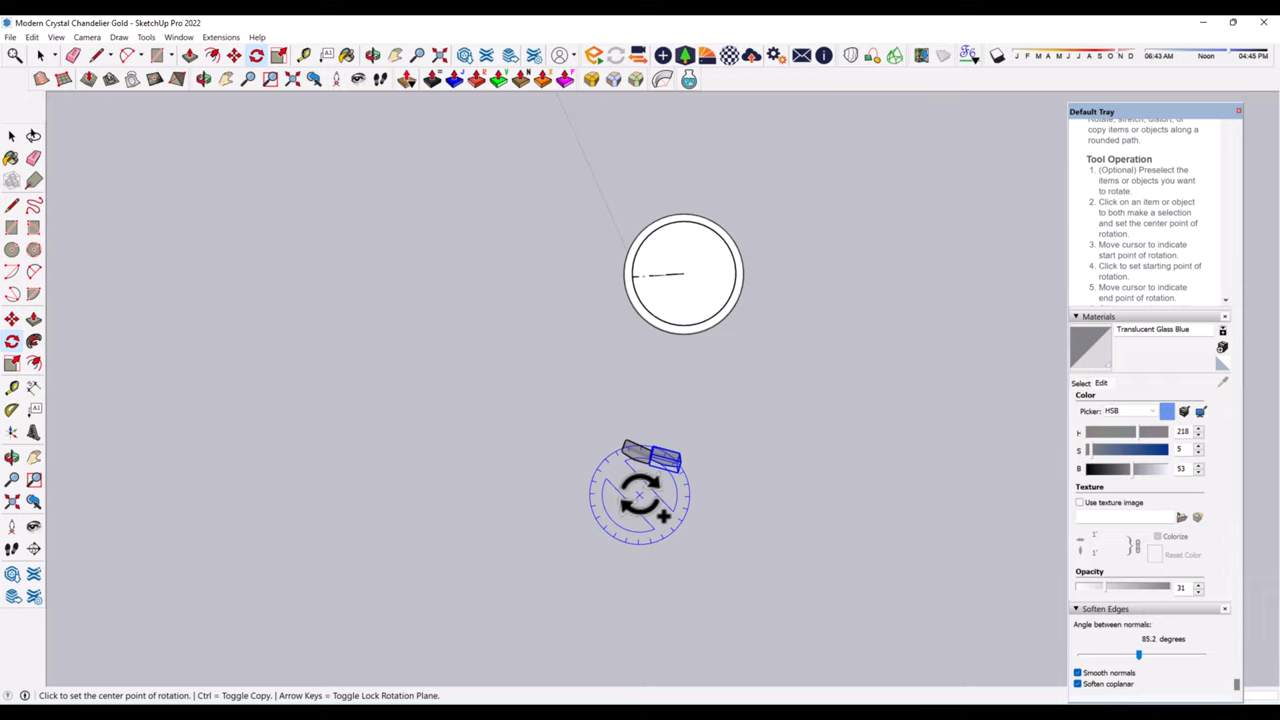 Modern Crystal Chandelier Gold - SketchUp Pro 2022
File Edit View Camera Draw Tools Window Extensions Help
J F M A M J J A S O N D 06:43 AM Noon 04:45 PM
Default Tray
Rotate, stretch, distort, or
copy items or objects along a
rounded path.
Tool Operation
1. (Optional) Preselect the
items or objects you want
to rotate.
2. Click on an item or object
to both make a selection
and set the center point of
rotation.
3. Move cursor to indicate
start point of rotation.
4. Click to set starting point of
rotation.
5. Move cursor to indicate
end point of rotation.
Materials
Translucent Glass Blue
Select Edit
Color
Picker: HSB
H 218
S 5
B 53
Texture
Use texture image
1' Colorize
1' Reset Color
Opacity
31
Soften Edges
Angle between normals:
85.2 degrees
Smooth normals
Soften coplanar
Click to set the center point of rotation. | Ctrl = Toggle Copy. | Arrow Keys = Toggle Lock Rotation Plane.